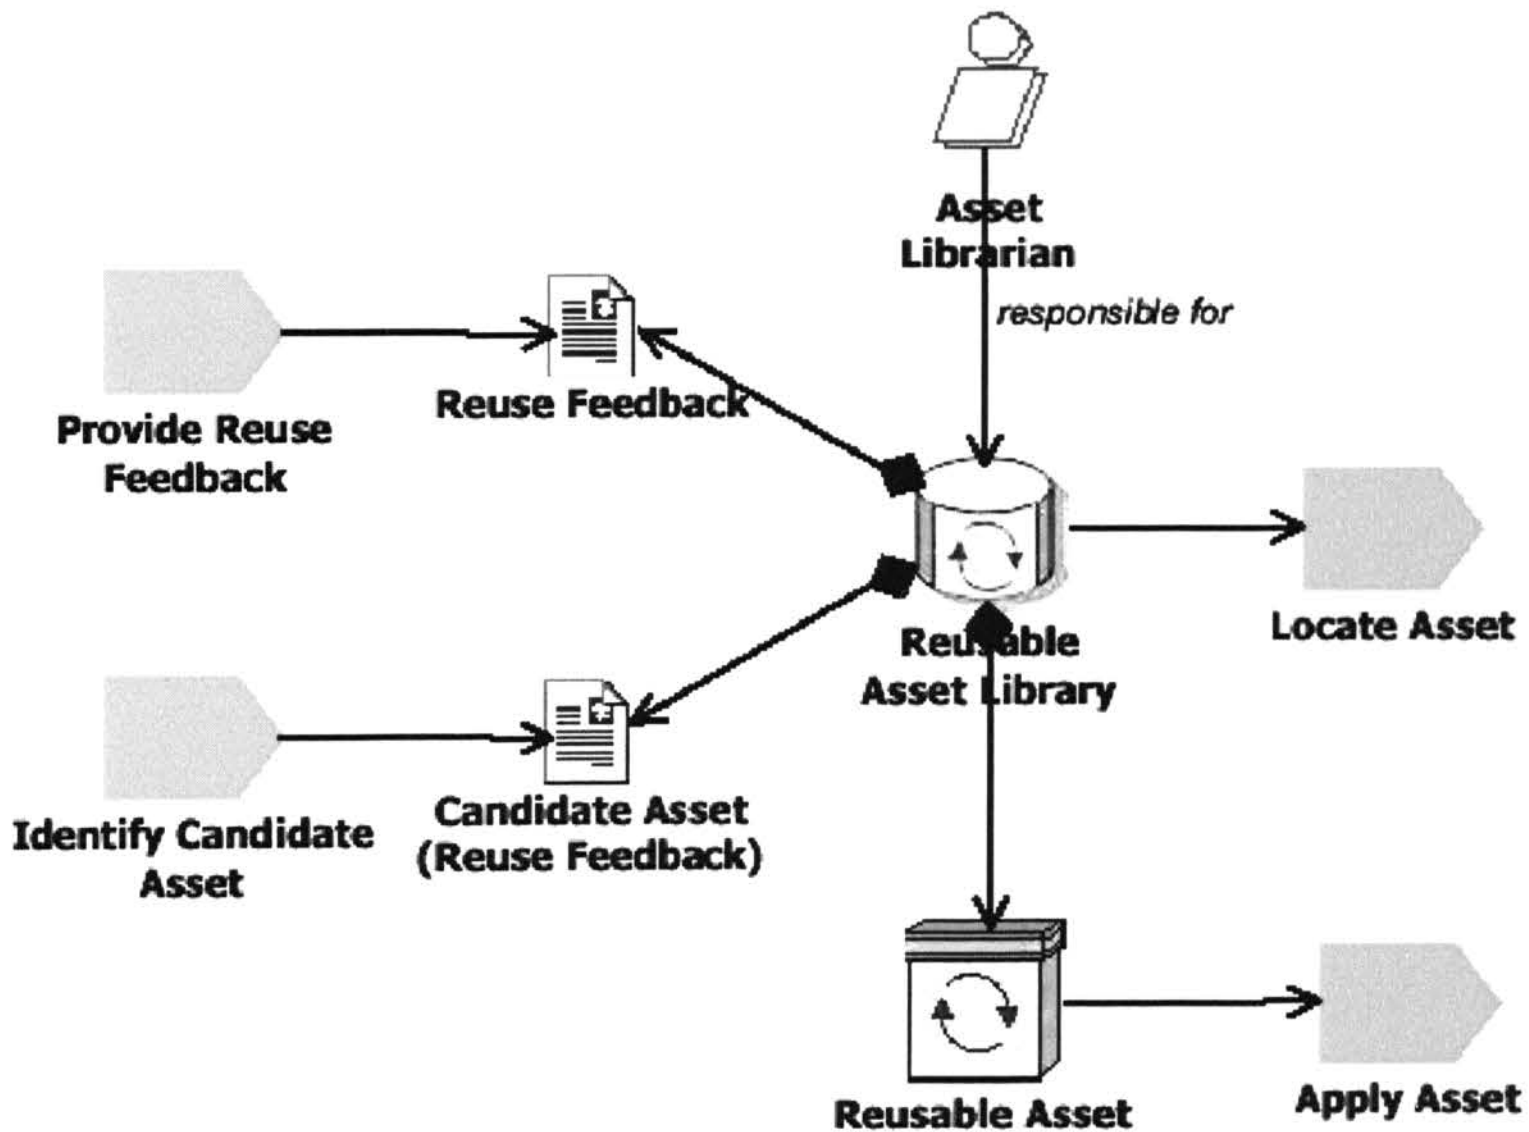 Asset
Librarian
responsible for
Reuse Feedback
Provide Reuse
Feedback
Reusable
Asset Library
Locate Asset
Candidate Asset
(Reuse Feedback)
Identify Candidate
Asset
Reusable Asset
Apply Asset